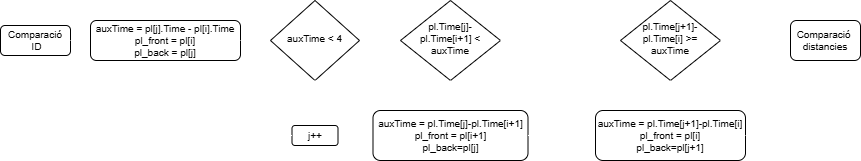 Comparació
ID
auxTime = pl[j].Time - pl[i].Time
pl_front = pl[i]
pl_back = pl[j]
auxTime < 4
pl.Time[j]-
pl.Time[i+1] <
auxTime
pl.Time[j+1]-
pl.Time[i] >=
auxTime
Comparació
distancies
j++
auxTime = pl.Time[j]-pl.Time[i+1]
pl_front = pl[i+1]
pl_back=pl[j]
auxTime = pl.Time[j+1]-pl.Time[i]
pl_front = pl[i]
pl_back=pl[j+1]